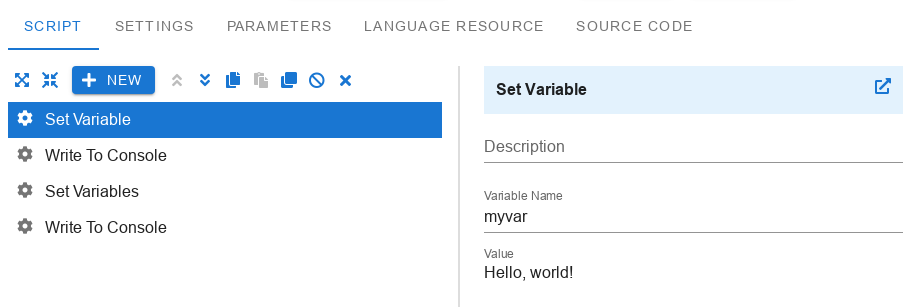 SCRIPT SETTINGS PARAMETERS LANGUAGE RESOURCE SOURCE CODE
NEW
Set Variable
Write To Console
Set Variables
Write To Console
Set Variable
Description
Variable Name
myvar
Value
Hello, world!